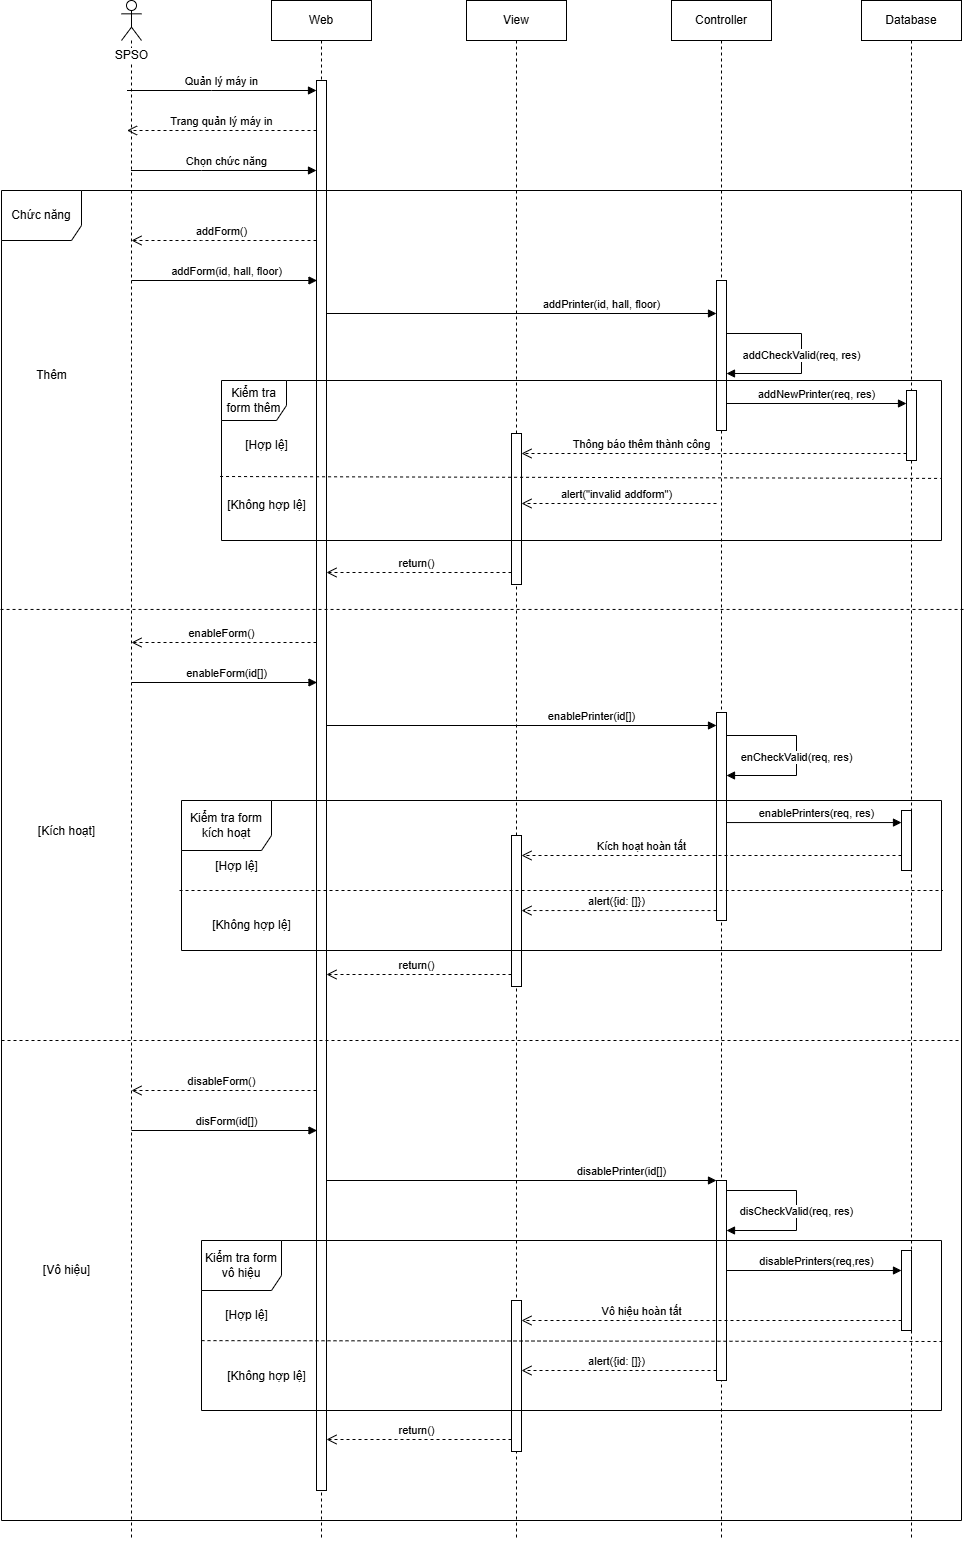 Web
View
Controller
Database
SPSO
Quản lý máy in
Trang quản lý máy in
Chọn chức năng
Chức năng
addForm()
addForm(id, hall, floor)
addPrinter(id, hall, floor)
addCheckValid(req, res)
Thêm
Kiểm tra
form thêm
addNewPrinter(req, res)
[Hợp lệ]
Thông báo thêm thành công
[Không hợp lệ]
alert("invalid addform")
return()
enableForm()
enableForm(id[])
enablePrinter(id[])
enCheckValid(req, res)
[Kích hoạt]
Kiểm tra form
kích hoạt
enablePrinters(req, res)
Kích hoạt hoàn tất
[Hợp lệ]
alert({id: []})
[Không hợp lệ]
return()
disableForm()
disForm(id[])
disablePrinter(id[])
disCheckValid(req, res)
[Vô hiệu]
Kiểm tra form
vô hiệu
disablePrinters(req,res)
[Hợp lệ]
Vô hiệu hoàn tất
alert({id: []})
[Không hợp lệ]
return()